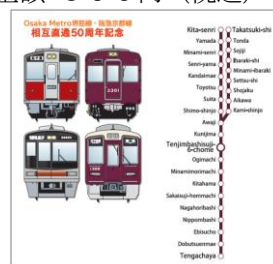 Osaka Metro堺筋線・阪急京都線
相互直通50周年記念
2301
Kita-senri
Yamada
Minami-senri
Senri-yama
Kandaimae
Toyotsu
Suita
Shimo-shinjo
Takatsuki-shi
Tonda
Sojiji
Ibaraki-shi
Minami-ibaraki
Settsu-shi
Shojaku
Aikawa
Kami-shinjo
Awaji
Kunijima
Tenjimbashisuji-
6-chome
Ogimachi
Minamimorimachi
Kitahama
Sakaisuji-hommachi
Nagahoribashi
Nippombashi
Ebisucho
Dobutsuenmae
Tengachaya